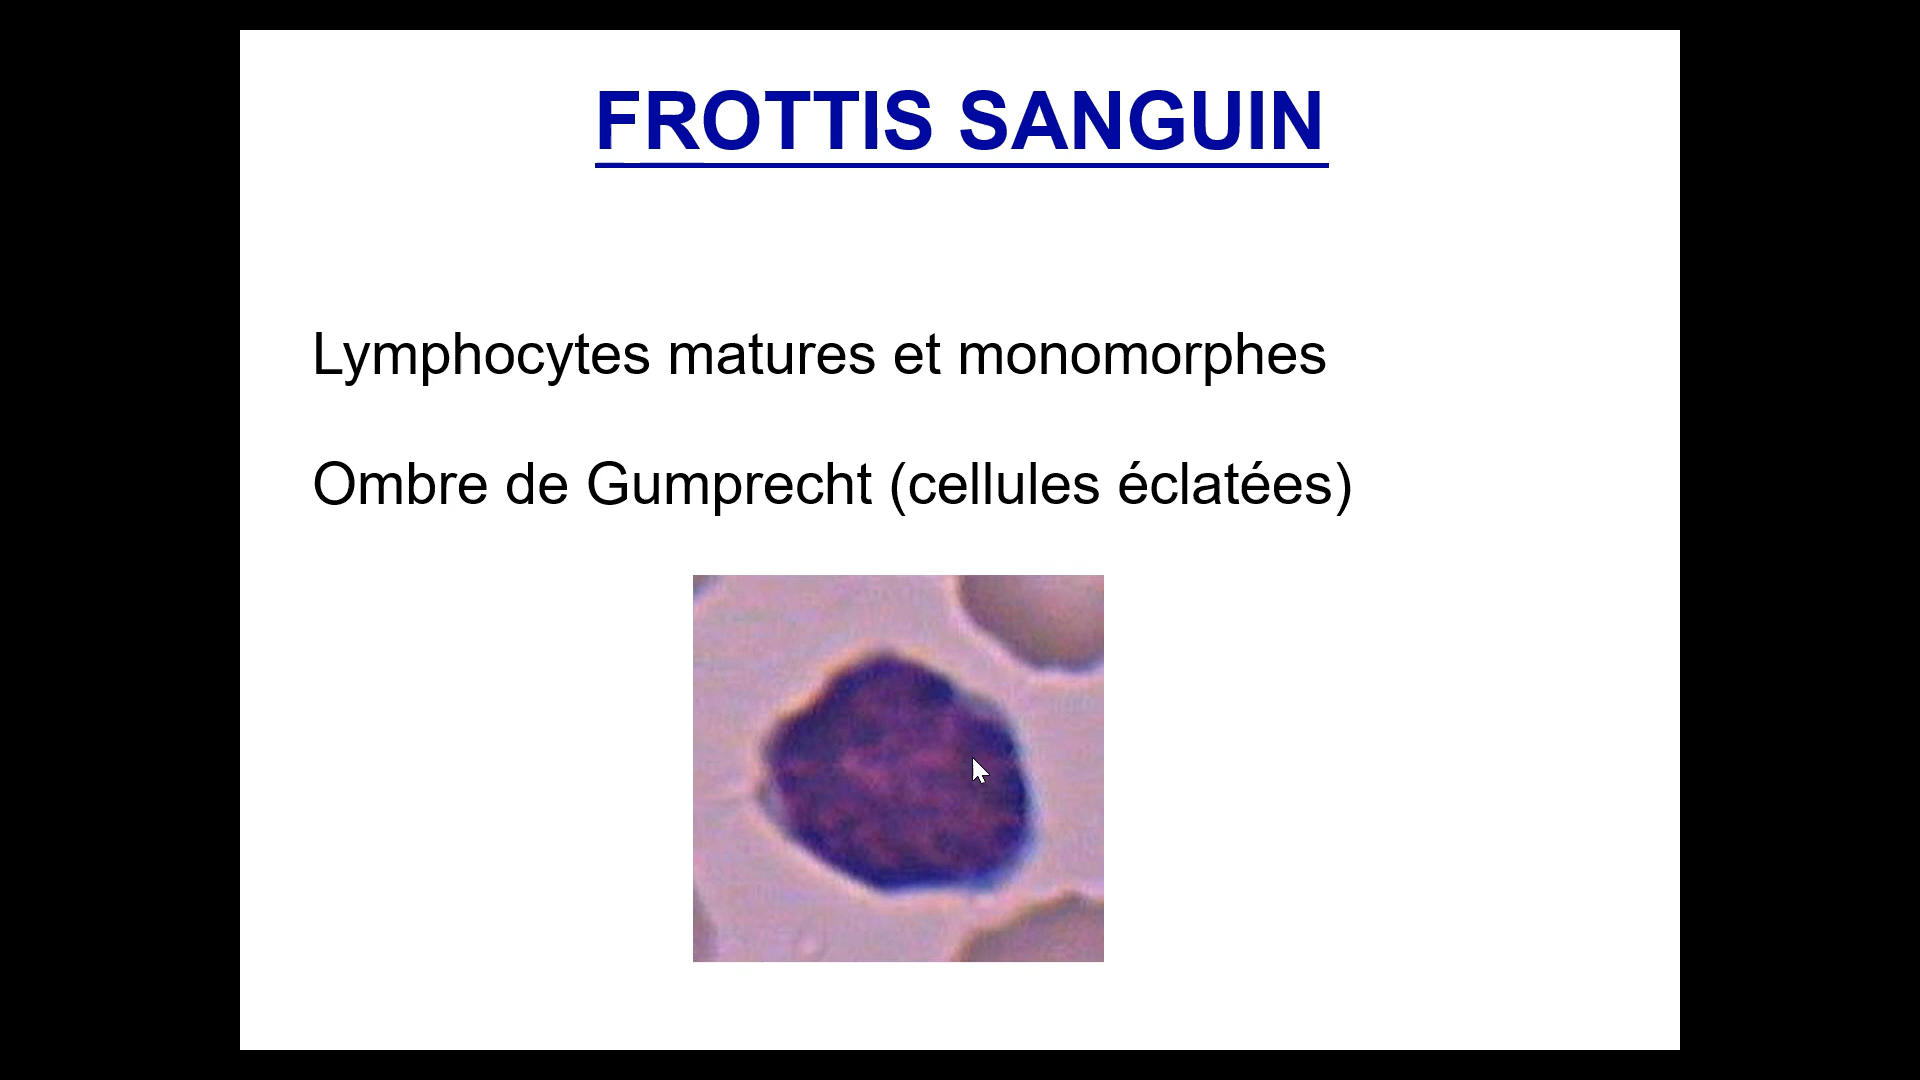 FROTTIS SANGUIN
Lymphocytes matures et monomorphes
Ombre de Gumprecht (cellules éclatées)